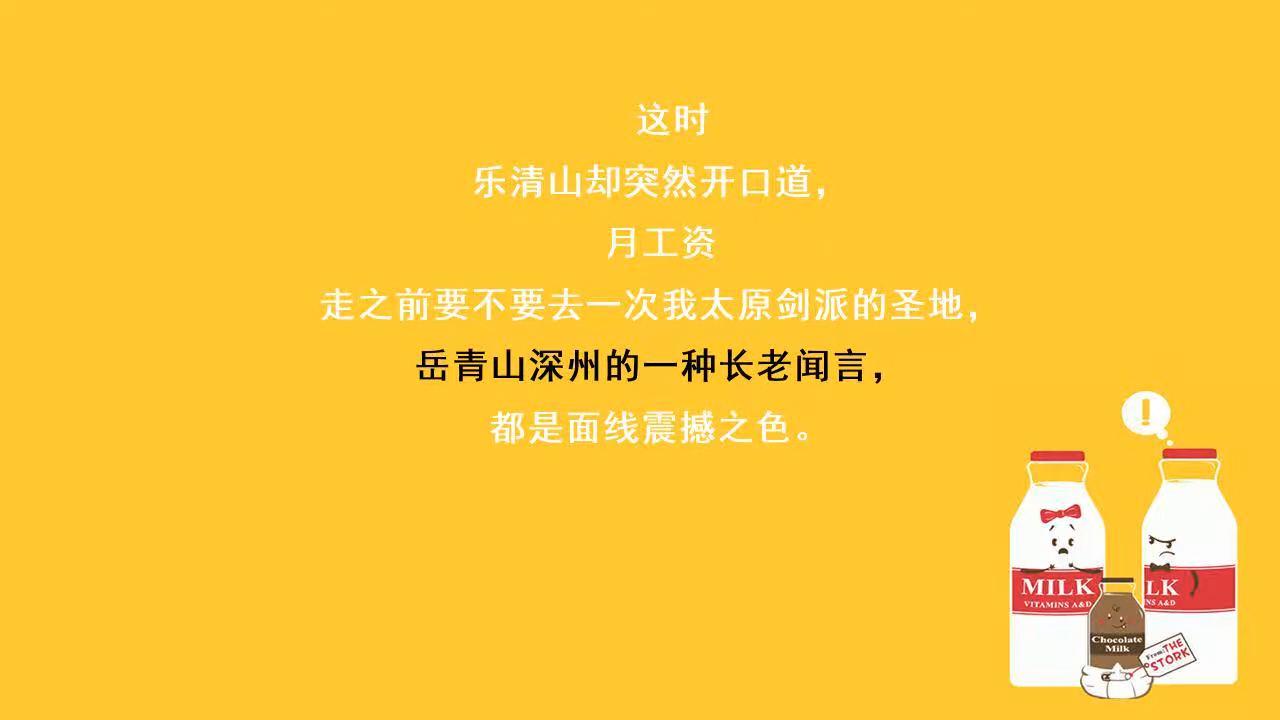 这时
乐清山却突然开口道，
月工资
走之前要不要去一次我太原剑派的圣地，
岳青山深州的一种长老闻言，
都是面线震撼之色。
!
MILK
VITAMINS A&D
LK
NS A&D
Chocolate
Milk
From: THE
STORK